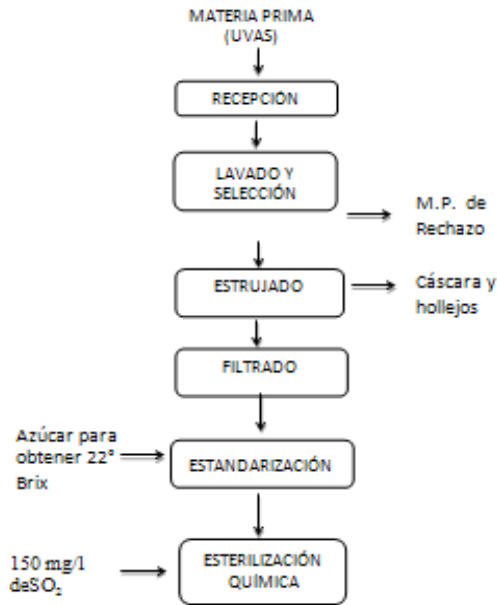 MATERIA PRIMA
(UVAS)
RECEPCIÓN
LAVADO Y
SELECCIÓN
M.P. de
Rechazo
ESTRUJADO
Cáscara y
hollejos
FILTRADO
Azúcar para
obtener 22°
Brix
ESTANDARIZACIÓN
150 mg/l
deSO₂
ESTERILIZACIÓN
QUÍMICA